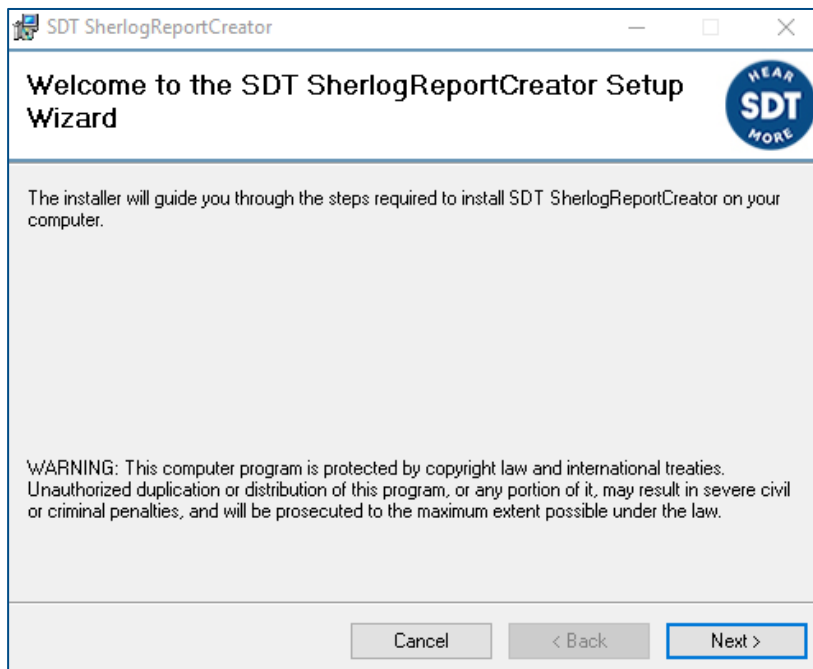 SDT SherlogReportCreator
Welcome to the SDT SherlogReportCreator Setup
Wizard
HEAR
SDT
MORE
The installer will guide you through the steps required to install SDT SherlogReportCreator on your
computer.
WARNING: This computer program is protected by copyright law and international treaties.
Unauthorized duplication or distribution of this program, or any portion of it, may result in severe civil
or criminal penalties, and will be prosecuted to the maximum extent possible under the law.
Cancel
< Back
Next >